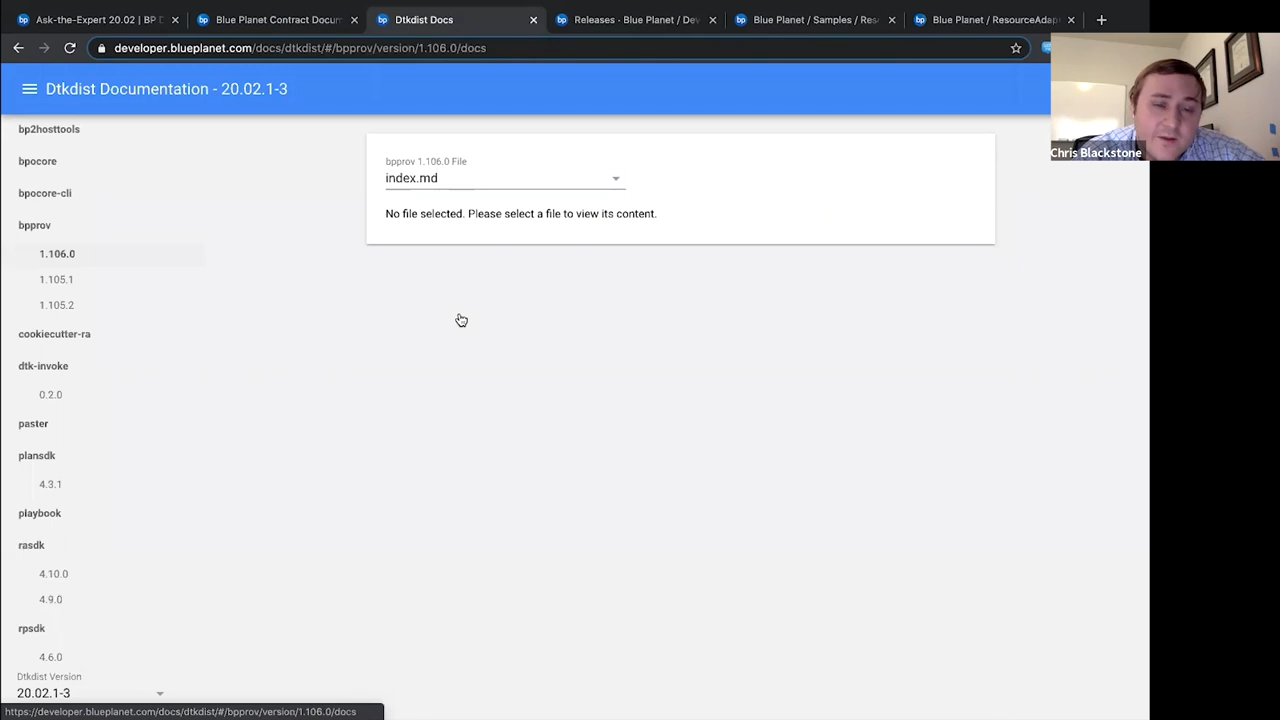 Ask-the-Expert 20.02 | BP D
Blue Planet Contract Docum
Dtkdist Docs
Releases · Blue Planet / Dev
Blue Planet / Samples / Res
Blue Planet / ResourceAdap
developer.blueplanet.com/docs/dtkdist/#/bpprov/version/1.106.0/docs
Dtkdist Documentation - 20.02.1-3
Chris Blackstone
bp2hosttools
bpocore
bpocore-cli
bpprov
1.106.0
1.105.1
1.105.2
cookiecutter-ra
dtk-invoke
0.2.0
paster
plansdk
4.3.1
playbook
rasdk
4.10.0
4.9.0
rpsdk
4.6.0
Dtkdist Version
20.02.1-3
bpprov 1.106.0 File
index.md
No file selected. Please select a file to view its content.
https://developer.blueplanet.com/docs/dtkdist/#/bpprov/version/1.106.0/docs